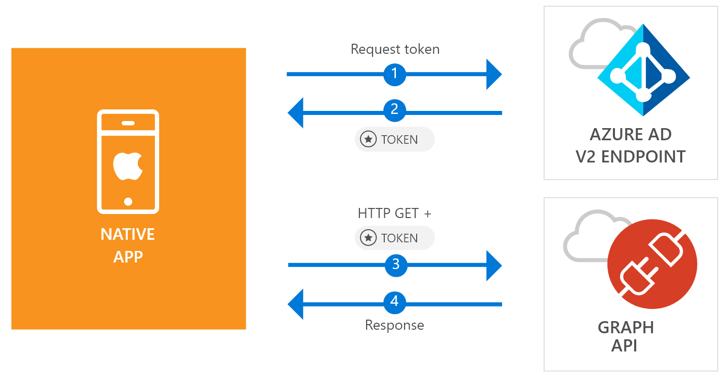 NATIVE
APP
Request token
1
2
TOKEN
HTTP GET +
TOKEN
3
4
Response
AZURE AD
V2 ENDPOINT
GRAPH
API